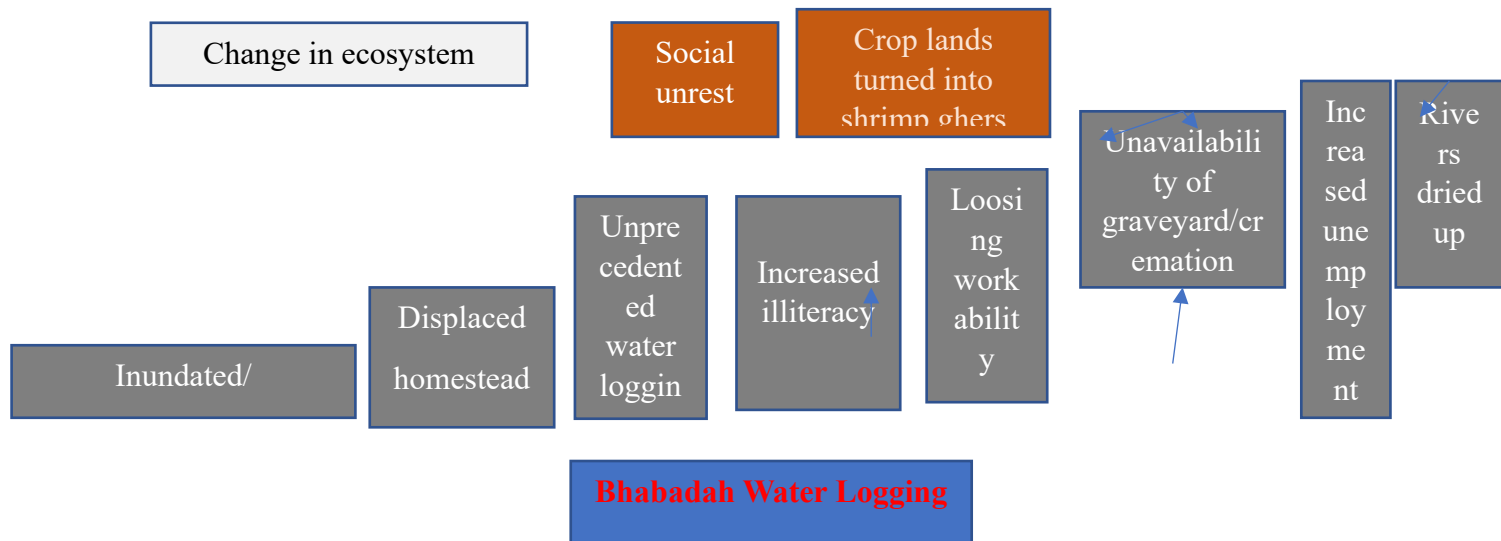 Change in ecosystem
Social
unrest
Crop lands
turned into
shrimp ghers
Unavailabili
ty of
graveyard/cr
emation
Inc
rea
sed
une
mp
loy
me
nt
Rive
rs
dried
up
Unpre
cedent
ed
water
loggin
Increased
illiteracy
Loosi
ng
work
abilit
y
Displaced
homestead
Inundated/
Bhabadah Water Logging